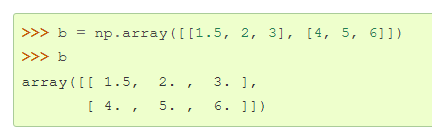 >>> b = np.array([[1.5, 2, 3], [4, 5, 6]])
>>> b
array([[ 1.5,  2. ,  3. ],
       [ 4. ,  5. ,  6. ]])